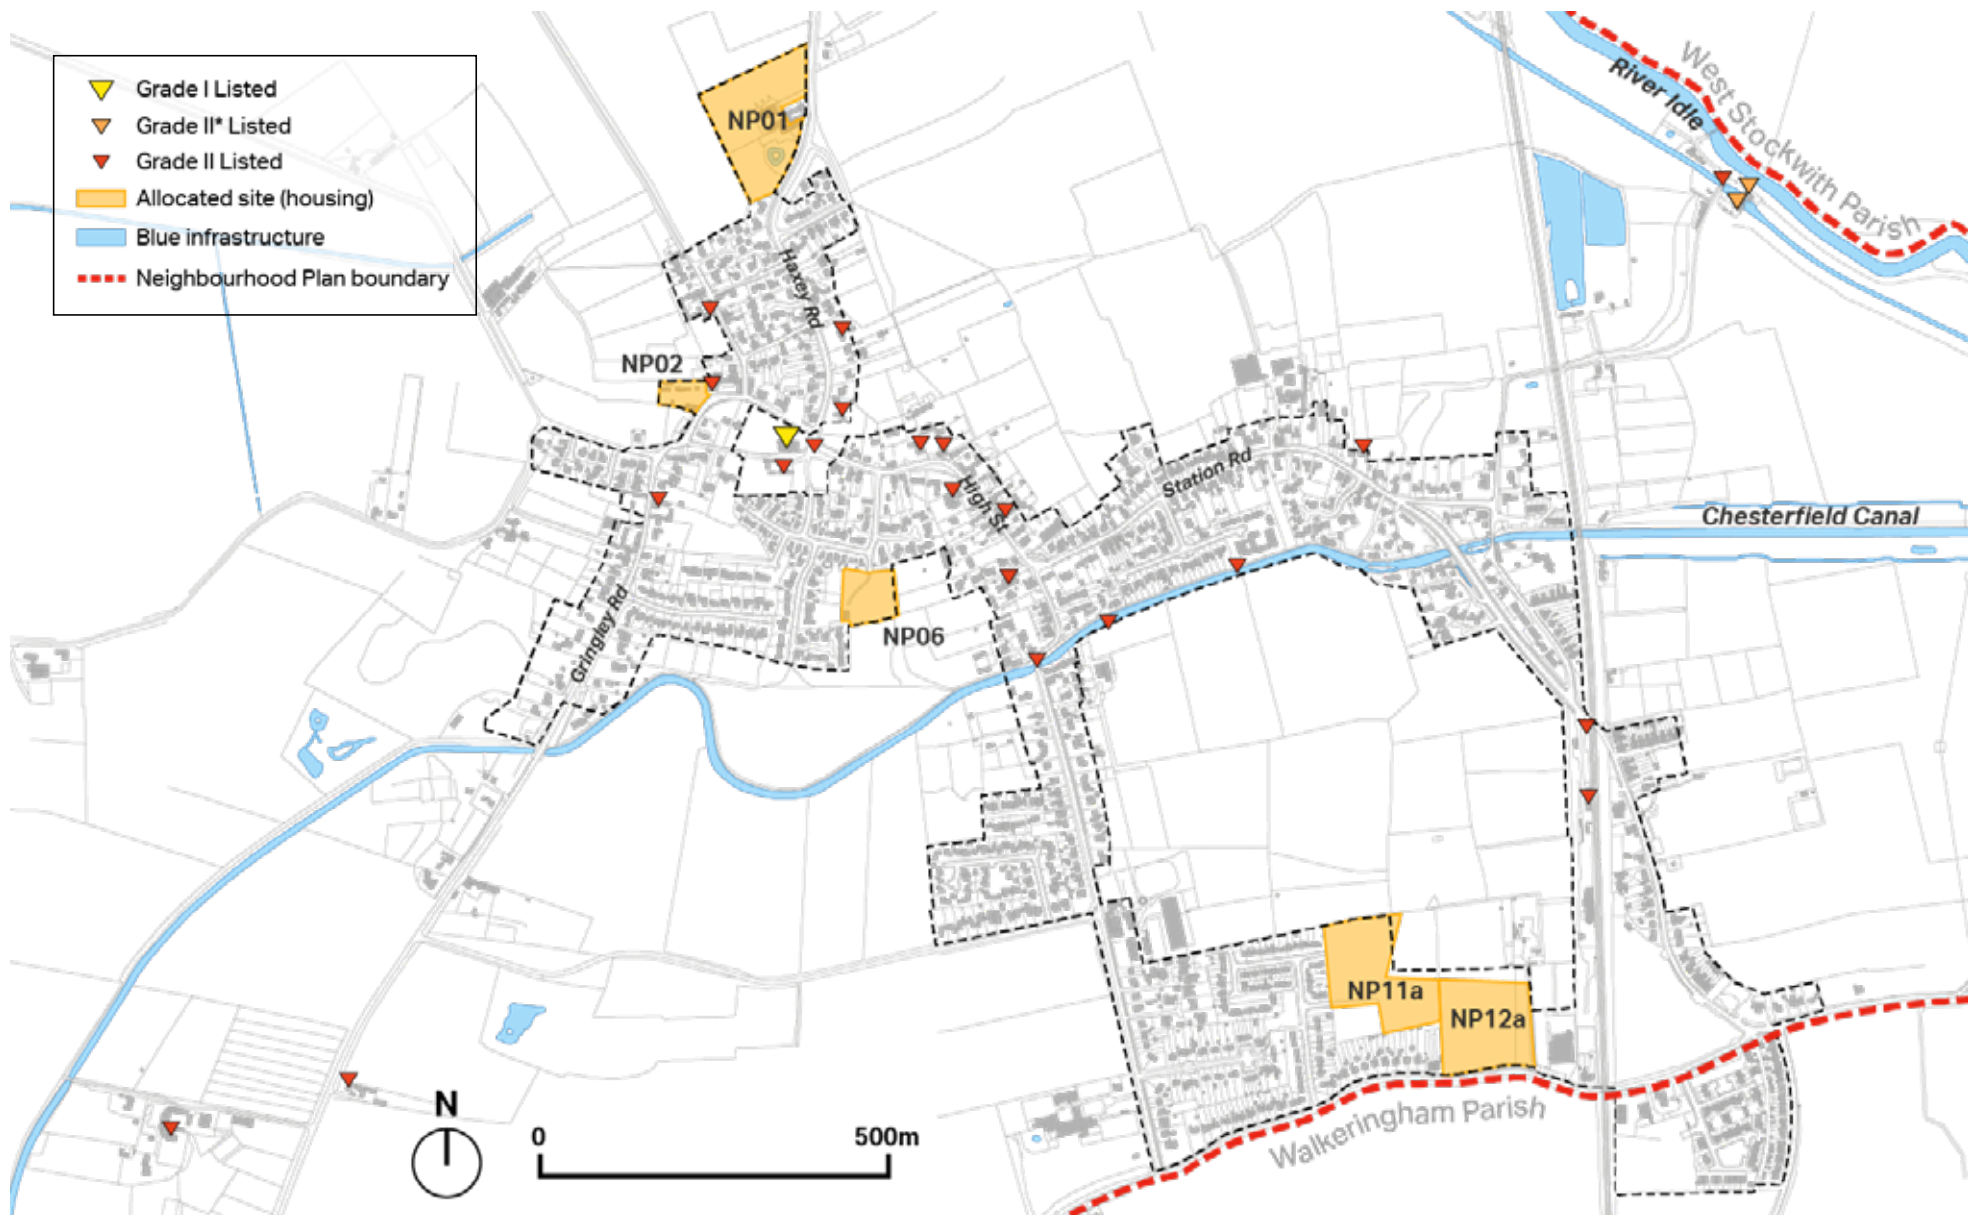 Grade I Listed
Grade II* Listed
Grade II Listed
Allocated site (housing)
Blue infrastructure
Neighbourhood Plan boundary
NP01
River Idle
West Stockwith Parish
Haxey Rd
NP02
Station Rd
High St
Chesterfield Canal
Gringley Rd
NP06
NP11a
NP12a
Walkeringham Parish
N
0
500m